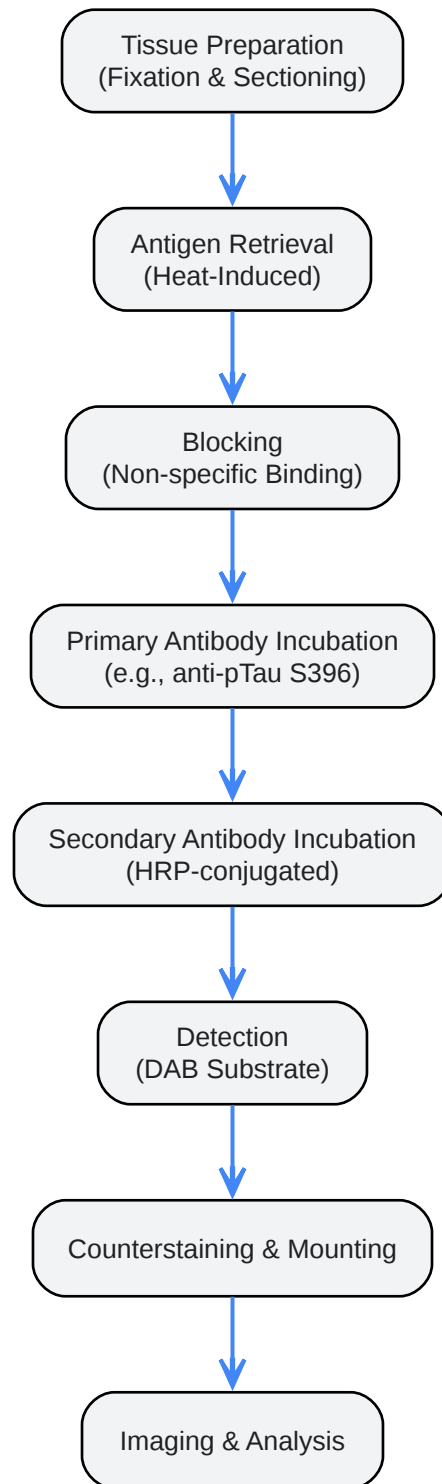 Tissue Preparation
(Fixation & Sectioning)
Antigen Retrieval
(Heat-Induced)
Blocking
(Non-specific Binding)
Primary Antibody Incubation
(e.g., anti-pTau S396)
Secondary Antibody Incubation
(HRP-conjugated)
Detection
(DAB Substrate)
Counterstaining & Mounting
Imaging & Analysis